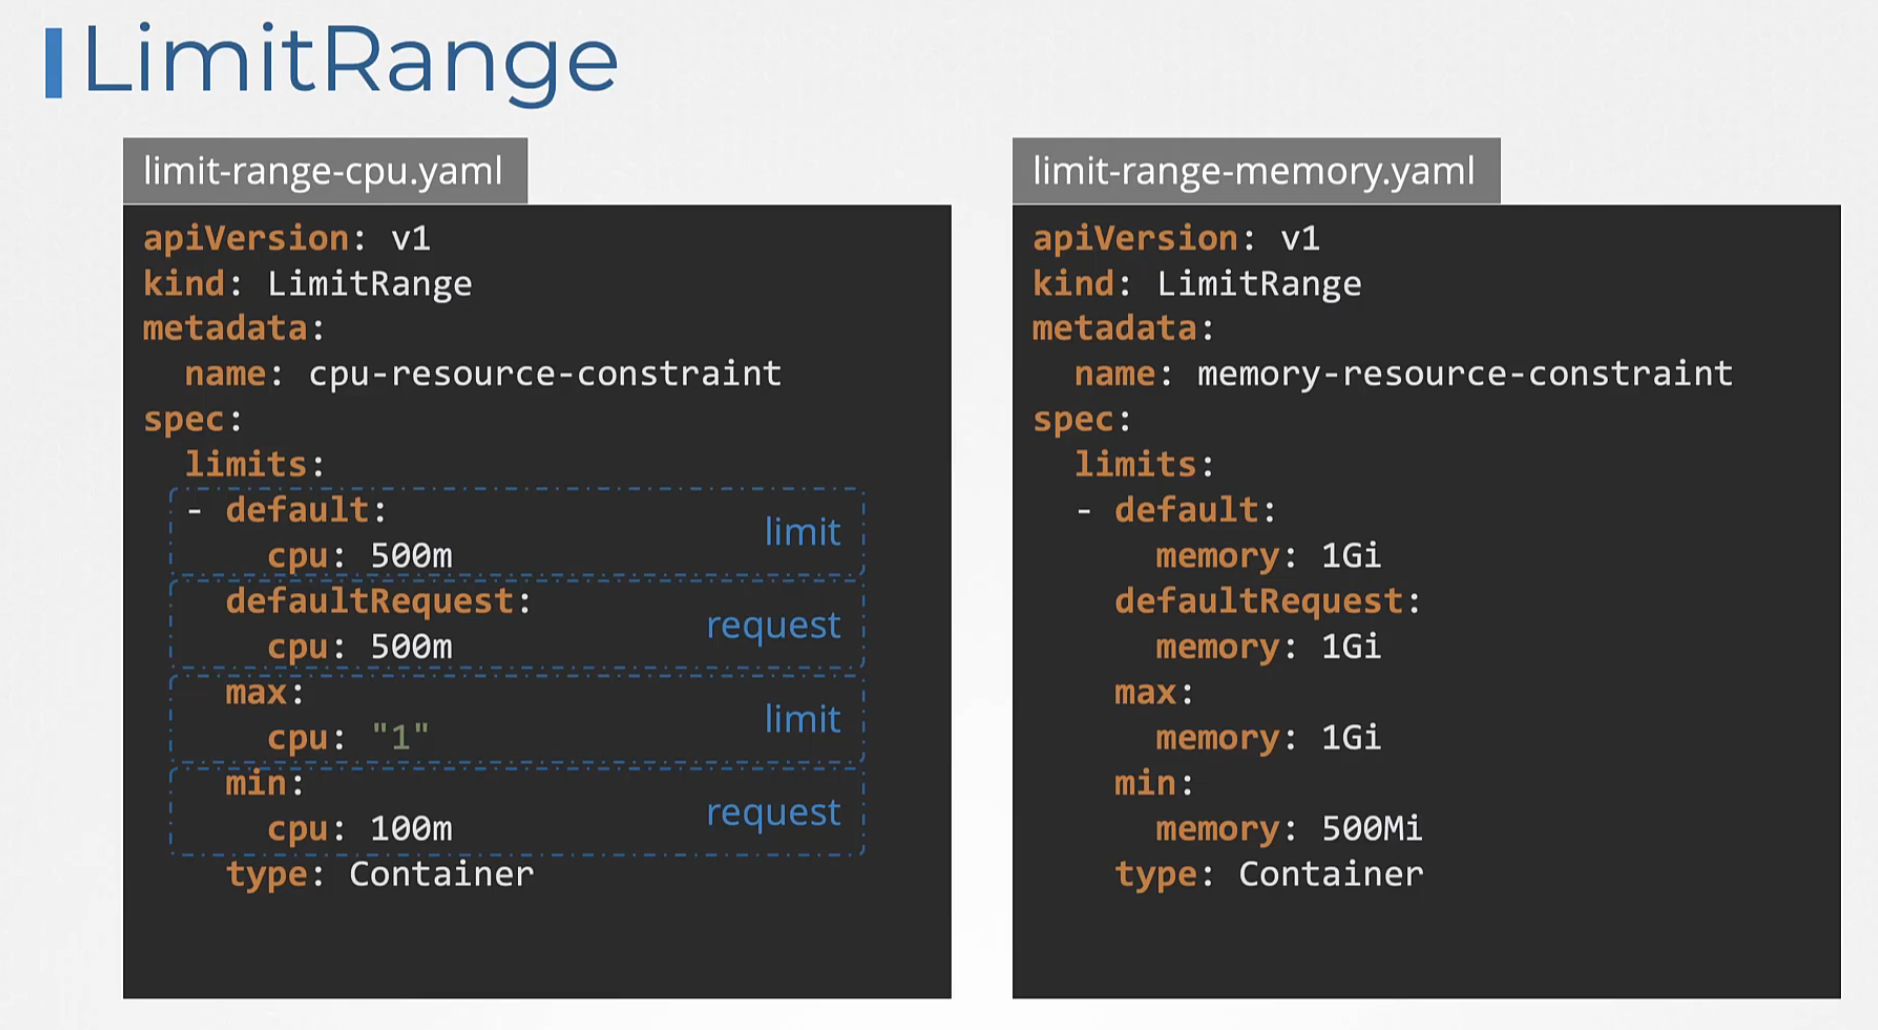 LimitRange
limit-range-cpu.yaml
apiVersion: v1
kind: LimitRange
metadata:
  name: cpu-resource-constraint
spec:
  limits:
  - default:
      cpu: 500m
limit
    defaultRequest:
      cpu: 500m
request
    max:
      cpu: "1"
limit
    min:
      cpu: 100m
request
    type: Container
limit-range-memory.yaml
apiVersion: v1
kind: LimitRange
metadata:
  name: memory-resource-constraint
spec:
  limits:
  - default:
      memory: 1Gi
    defaultRequest:
      memory: 1Gi
    max:
      memory: 1Gi
    min:
      memory: 500Mi
    type: Container